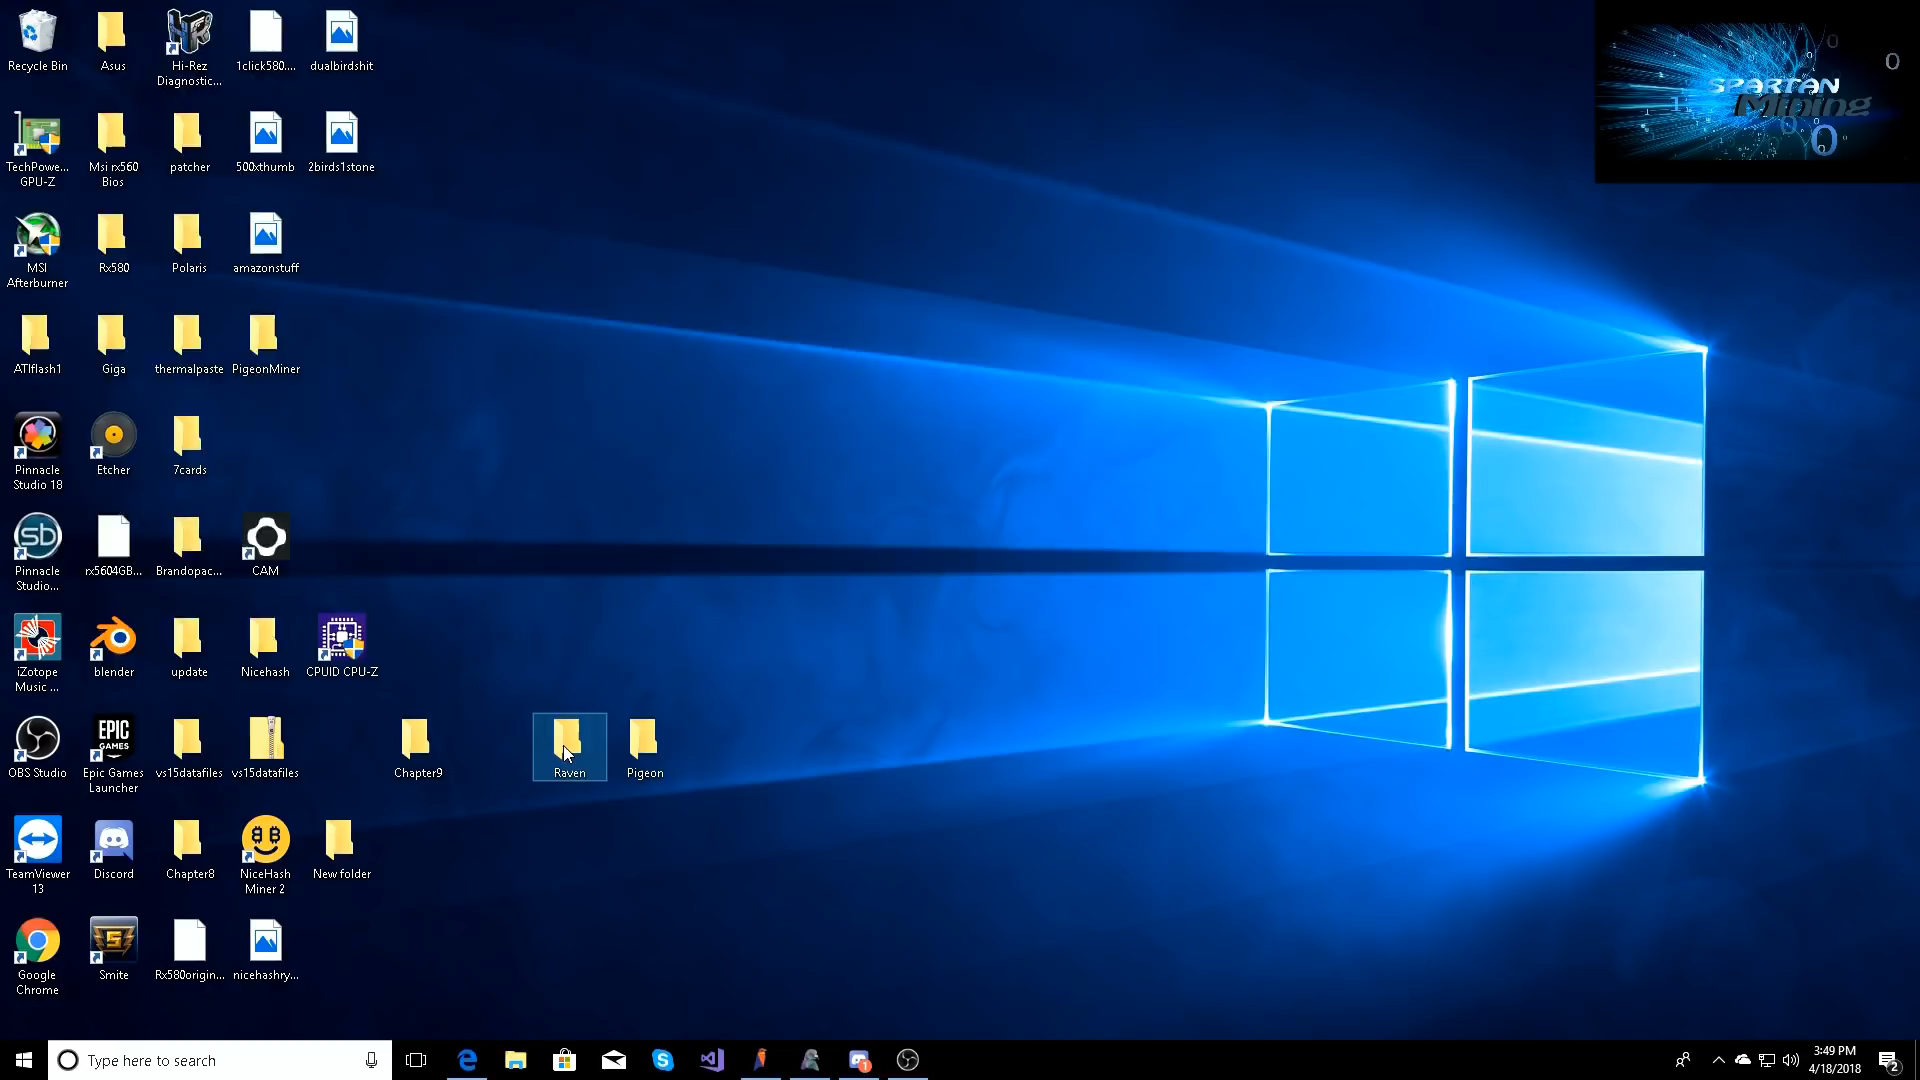 Recycle Bin
Asus
Hi-Rez
Diagnostic...
1click580....
dualbirdshit
SPARTAN
Mining
TechPowe...
GPU-Z
Msi rx560
Bios
patcher
500xthumb
2birds1stone
MSI
Afterburner
Rx580
Polaris
amazonstuff
ATIflash1
Giga
thermalpaste
PigeonMiner
Pinnacle
Studio 18
Etcher
7cards
Pinnacle
Studio...
rx5604GB...
Brandopac...
CAM
iZotope
Music ...
blender
update
Nicehash
CPUID CPU-Z
OBS Studio
EPIC
GAMES
Epic Games
Launcher
vs15datafiles
vs15datafiles
Chapter9
Raven
Pigeon
TeamViewer
13
Discord
Chapter8
NiceHash
Miner 2
New folder
Google
Chrome
Smite
Rx580origin...
nicehashry...
Type here to search
3:49 PM
4/18/2018
2